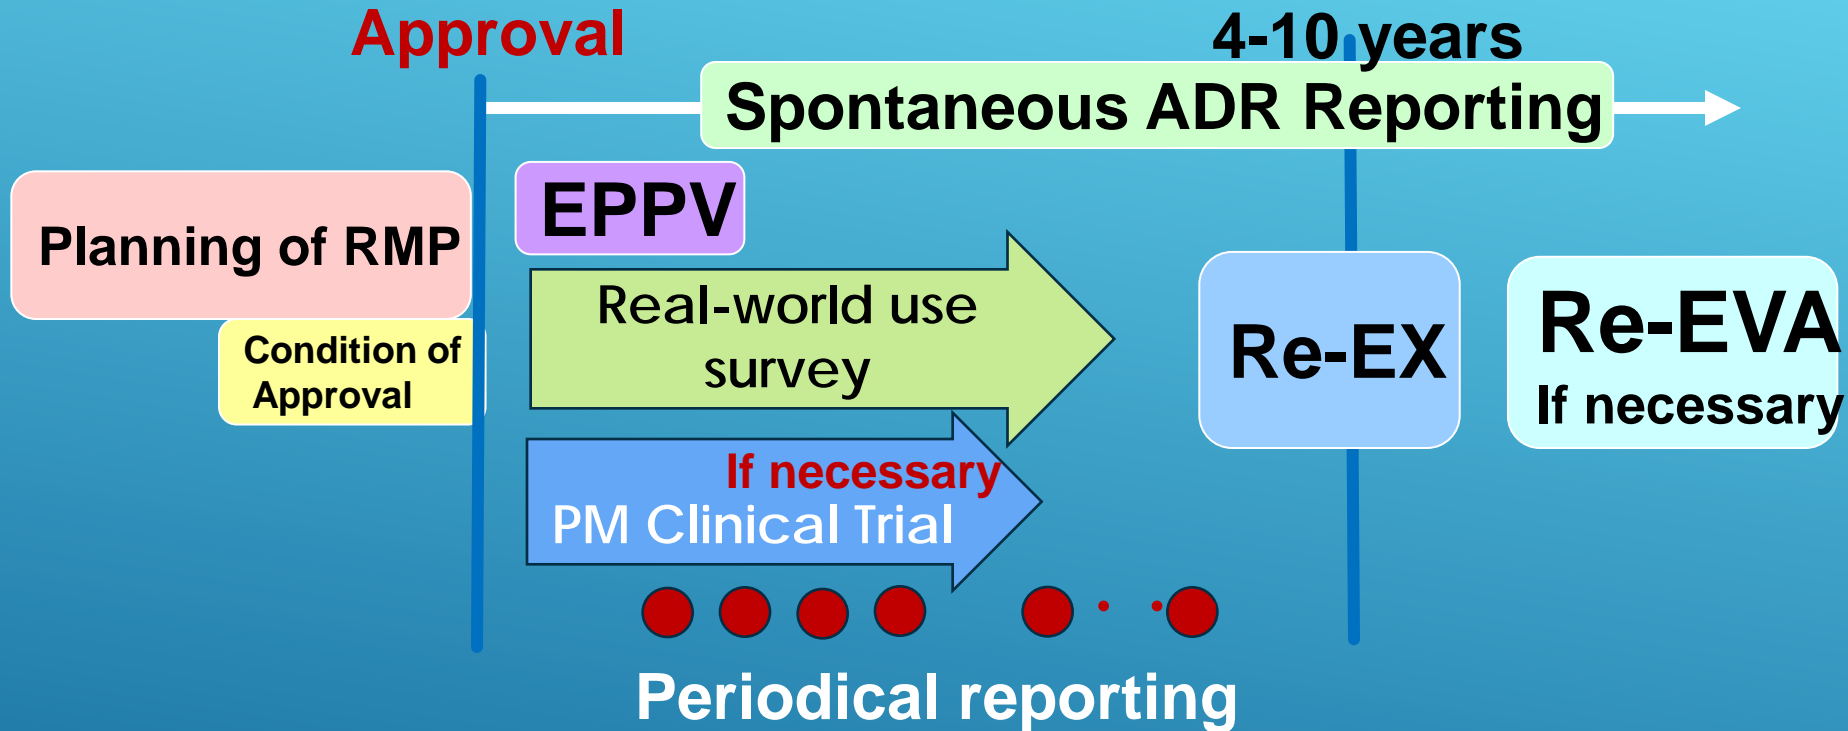 Approval
4-10 years
Spontaneous ADR Reporting
EPPV
Planning of RMP
Condition of
Approval
Real-world use
survey
If necessary
PM Clinical Trial
Re-EX
Re-EVA
If necessary
Periodical reporting